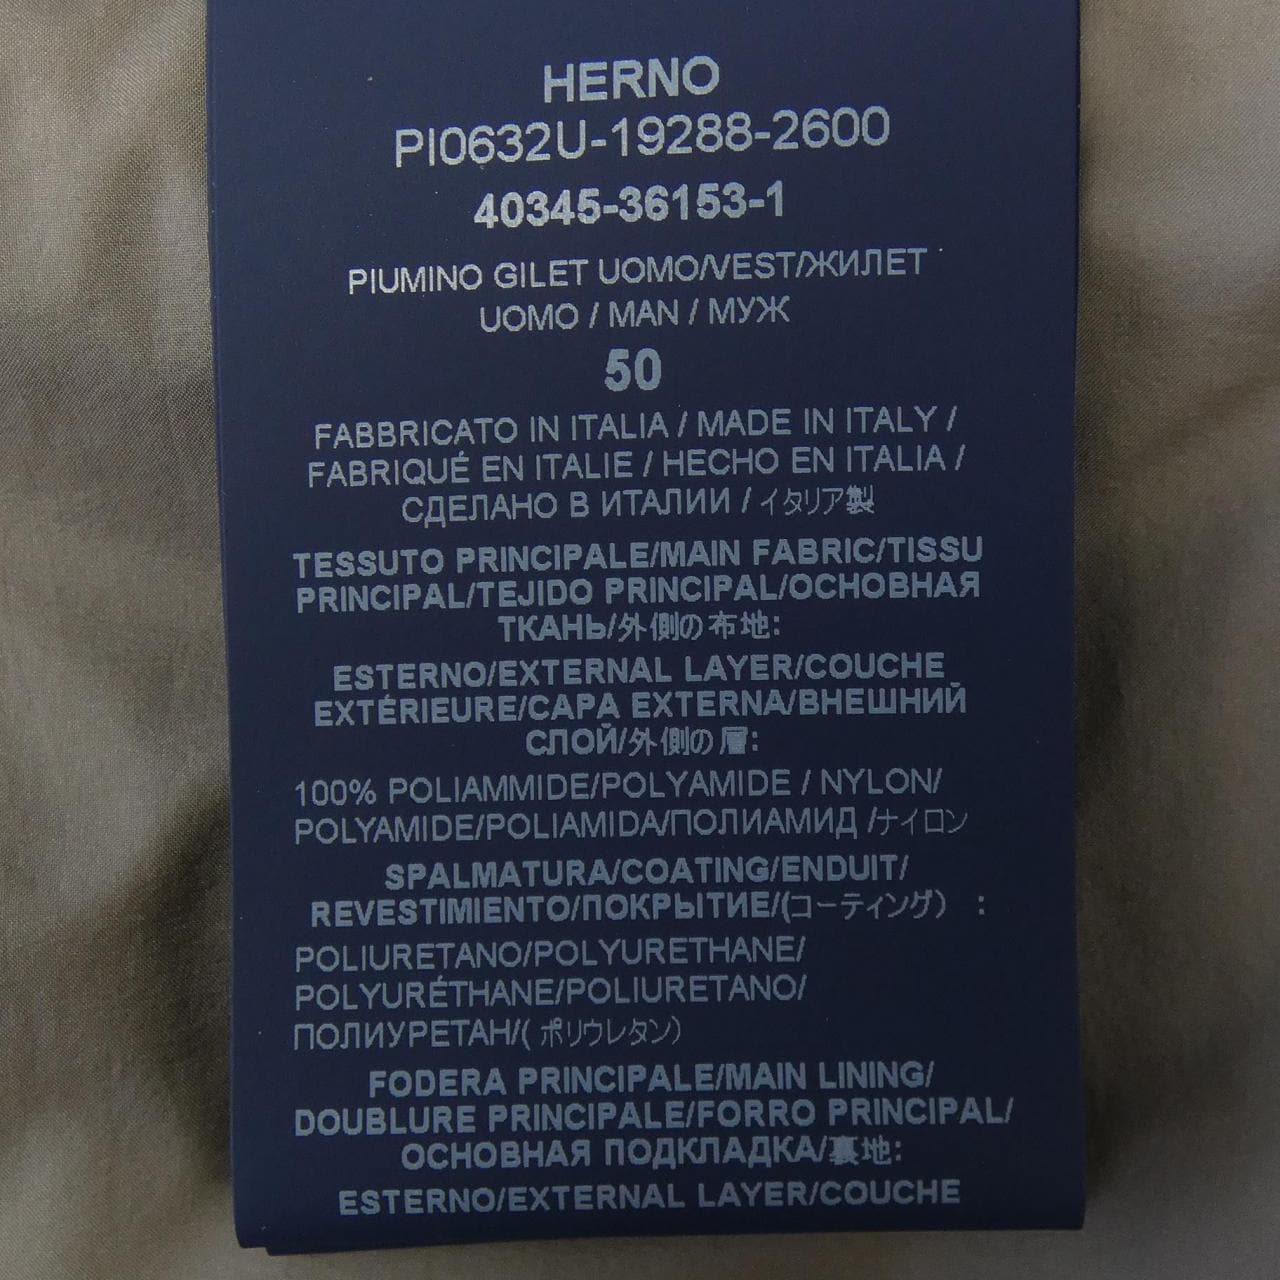 HERNO
PI0632U-19288-2600
40345-36153-1
PIUMINO GILET UOMO/VEST/ЖИЛЕТ
UOMO / MAN / МУЖ
50
FABBRICATO IN ITALIA / MADE IN ITALY /
FABRIQUÉ EN ITALIE / HECHO EN ITALIA /
СДЕЛАНО В ИТАЛИИ / イタリア製
TESSUTO PRINCIPALE/MAIN FABRIC/TISSU
PRINCIPAL/TEJIDO PRINCIPAL/ОСНОВНАЯ
ТКАНЬ/外側の布地:
ESTERNO/EXTERNAL LAYER/COUCHE
EXTÉRIEURE/CAPA EXTERNA/ВНЕШНИЙ
СЛОЙ/外側の層:
100% POLIAMMIDE/POLYAMIDE / NYLON/
POLYAMIDE/POLIAMIDA/ПОЛИАМИД /ナイロン
SPALMATURA/COATING/ENDUIT/
REVESTIMIENTO/ПОКРЫТИЕ/(コーティング) :
POLIURETANO/POLYURETHANE/
POLYURÉTHANE/POLIURETANO/
ПОЛИУРЕТАН/( ポリウレタン)
FODERA PRINCIPALE/MAIN LINING/
DOUBLURE PRINCIPALE/FORRO PRINCIPAL/
ОСНОВНАЯ ПОДКЛАДКА/裏地:
ESTERNO/EXTERNAL LAYER/COUCHE